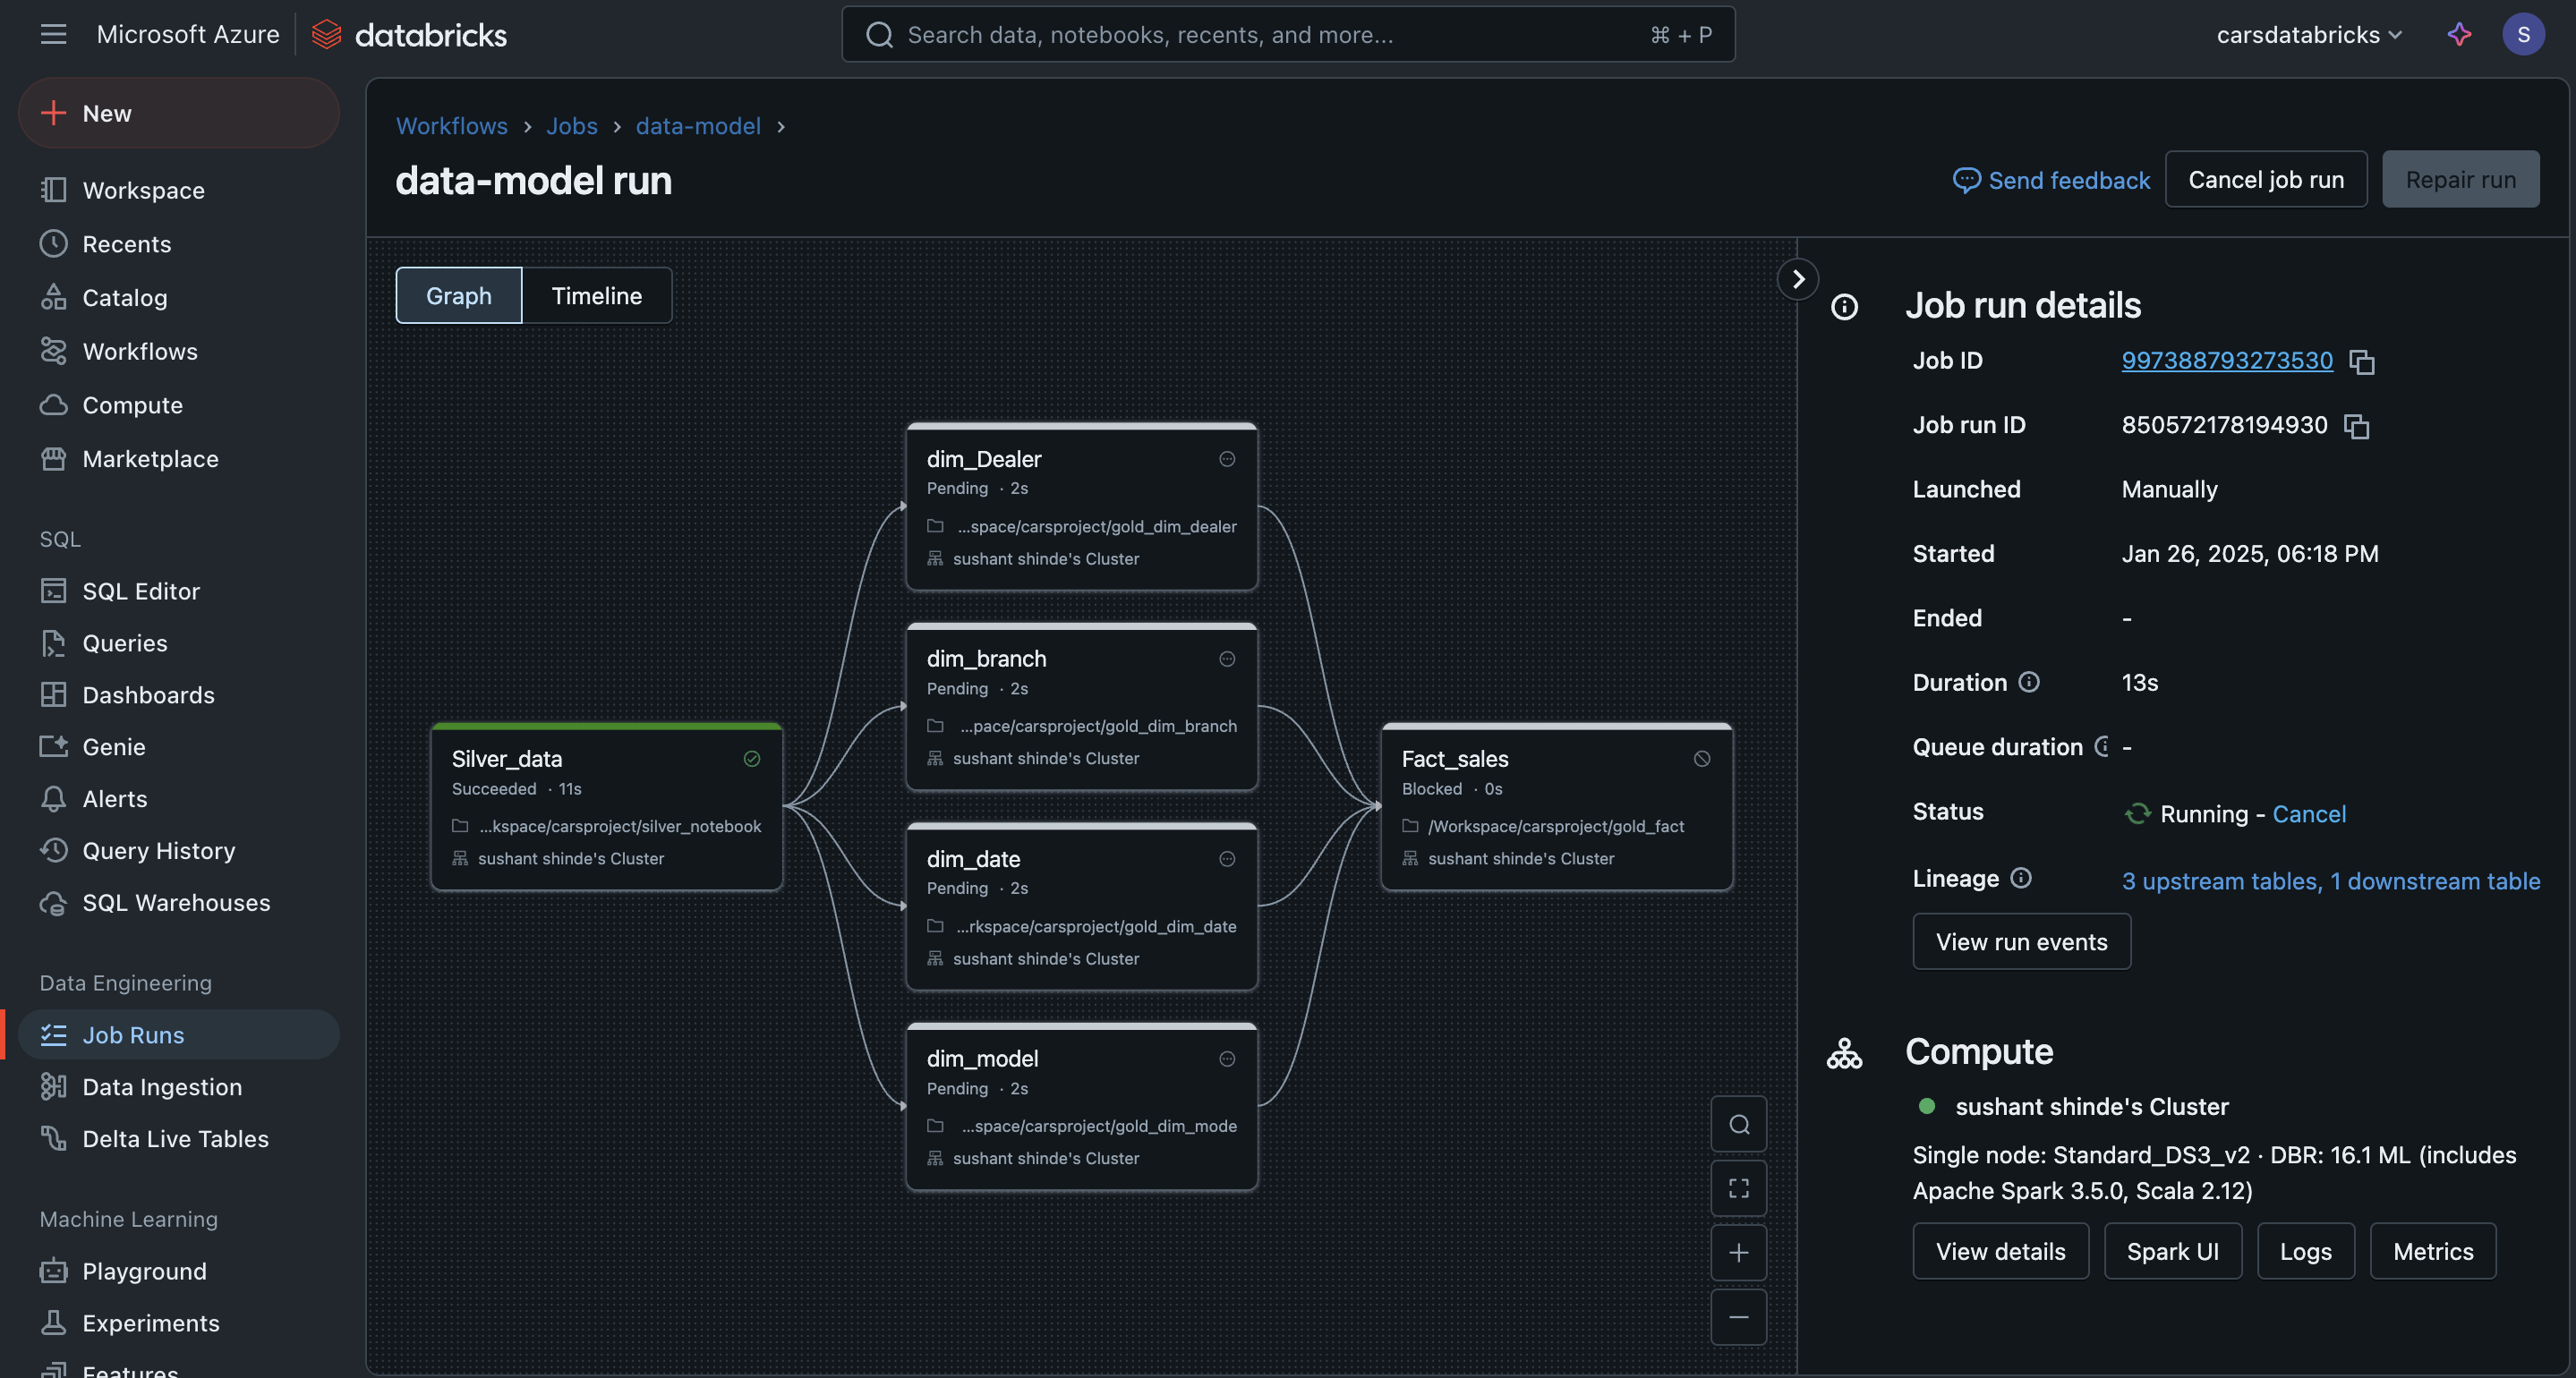 Microsoft Azure
databricks
Search data, notebooks, recents, and more...
⌘ + P
carsdatabricks
S
New
Workspace
Recents
Catalog
Workflows
Compute
Marketplace
SQL
SQL Editor
Queries
Dashboards
Genie
Alerts
Query History
SQL Warehouses
Data Engineering
Job Runs
Data Ingestion
Delta Live Tables
Machine Learning
Playground
Experiments
Features
Workflows > Jobs > data-model >
data-model run
Send feedback
Cancel job run
Repair run
Graph
Timeline
Silver_data
Succeeded · 11s
...kspace/carsproject/silver_notebook
sushant shinde's Cluster
dim_Dealer
Pending · 2s
...space/carsproject/gold_dim_dealer
sushant shinde's Cluster
dim_branch
Pending · 2s
...pace/carsproject/gold_dim_branch
sushant shinde's Cluster
dim_date
Pending · 2s
...rkspace/carsproject/gold_dim_date
sushant shinde's Cluster
dim_model
Pending · 2s
...space/carsproject/gold_dim_mode
sushant shinde's Cluster
Fact_sales
Blocked · 0s
/Workspace/carsproject/gold_fact
sushant shinde's Cluster
Job run details
Job ID 997388793273530
Job run ID 850572178194930
Launched Manually
Started Jan 26, 2025, 06:18 PM
Ended -
Duration 13s
Queue duration -
Status Running - Cancel
Lineage 3 upstream tables, 1 downstream table
View run events
Compute
sushant shinde's Cluster
Single node: Standard_DS3_v2 · DBR: 16.1 ML (includes
Apache Spark 3.5.0, Scala 2.12)
View details
Spark UI
Logs
Metrics